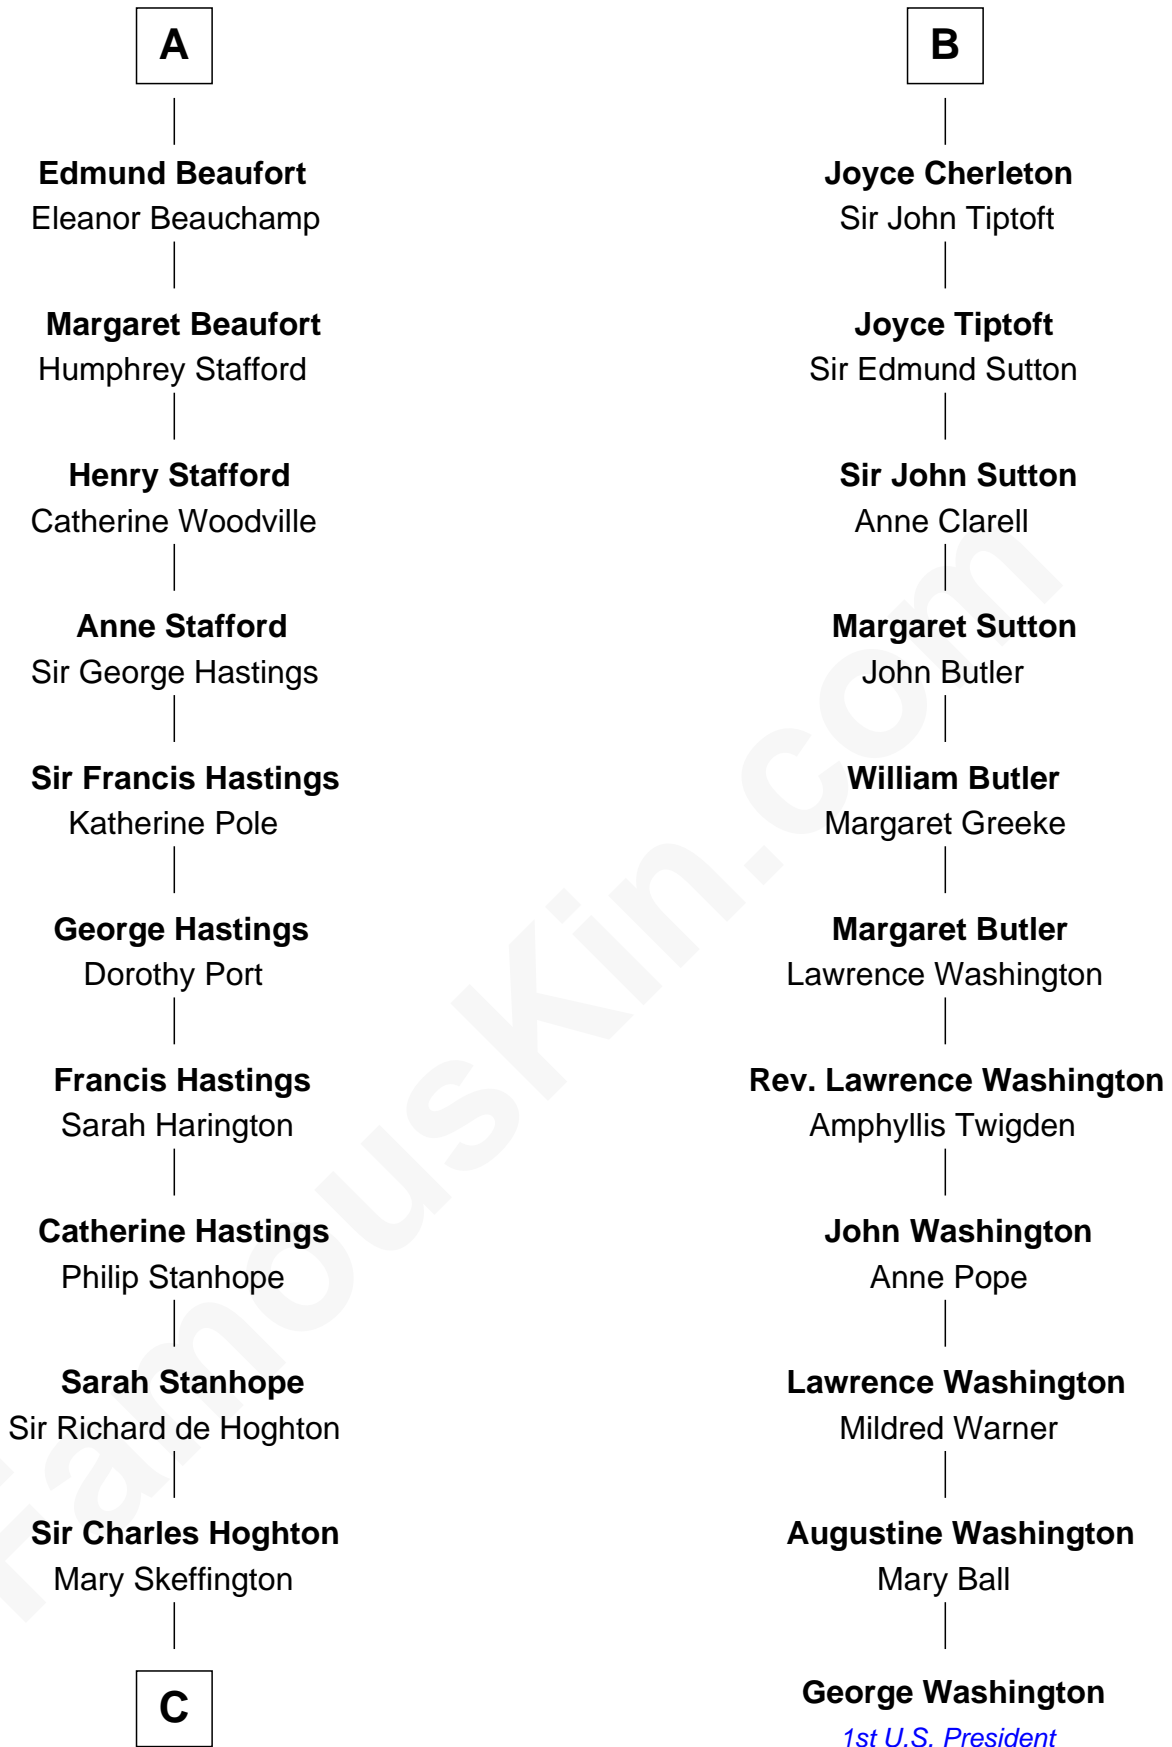 A
Edmund Beaufort
Eleanor Beauchamp
Margaret Beaufort
Humphrey Stafford
Henry Stafford
Catherine Woodville
Anne Stafford
Sir George Hastings
Sir Francis Hastings
Katherine Pole
George Hastings
Dorothy Port
Francis Hastings
Sarah Harington
Catherine Hastings
Philip Stanhope
Sarah Stanhope
Sir Richard de Hoghton
Sir Charles Hoghton
Mary Skeffington
C
B
Joyce Cherleton
Sir John Tiptoft
Joyce Tiptoft
Sir Edmund Sutton
Sir John Sutton
Anne Clarell
Margaret Sutton
John Butler
William Butler
Margaret Greeke
Margaret Butler
Lawrence Washington
Rev. Lawrence Washington
Amphyllis Twigden
John Washington
Anne Pope
Lawrence Washington
Mildred Warner
Augustine Washington
Mary Ball
George Washington
1st U.S. President
FamousKin.com